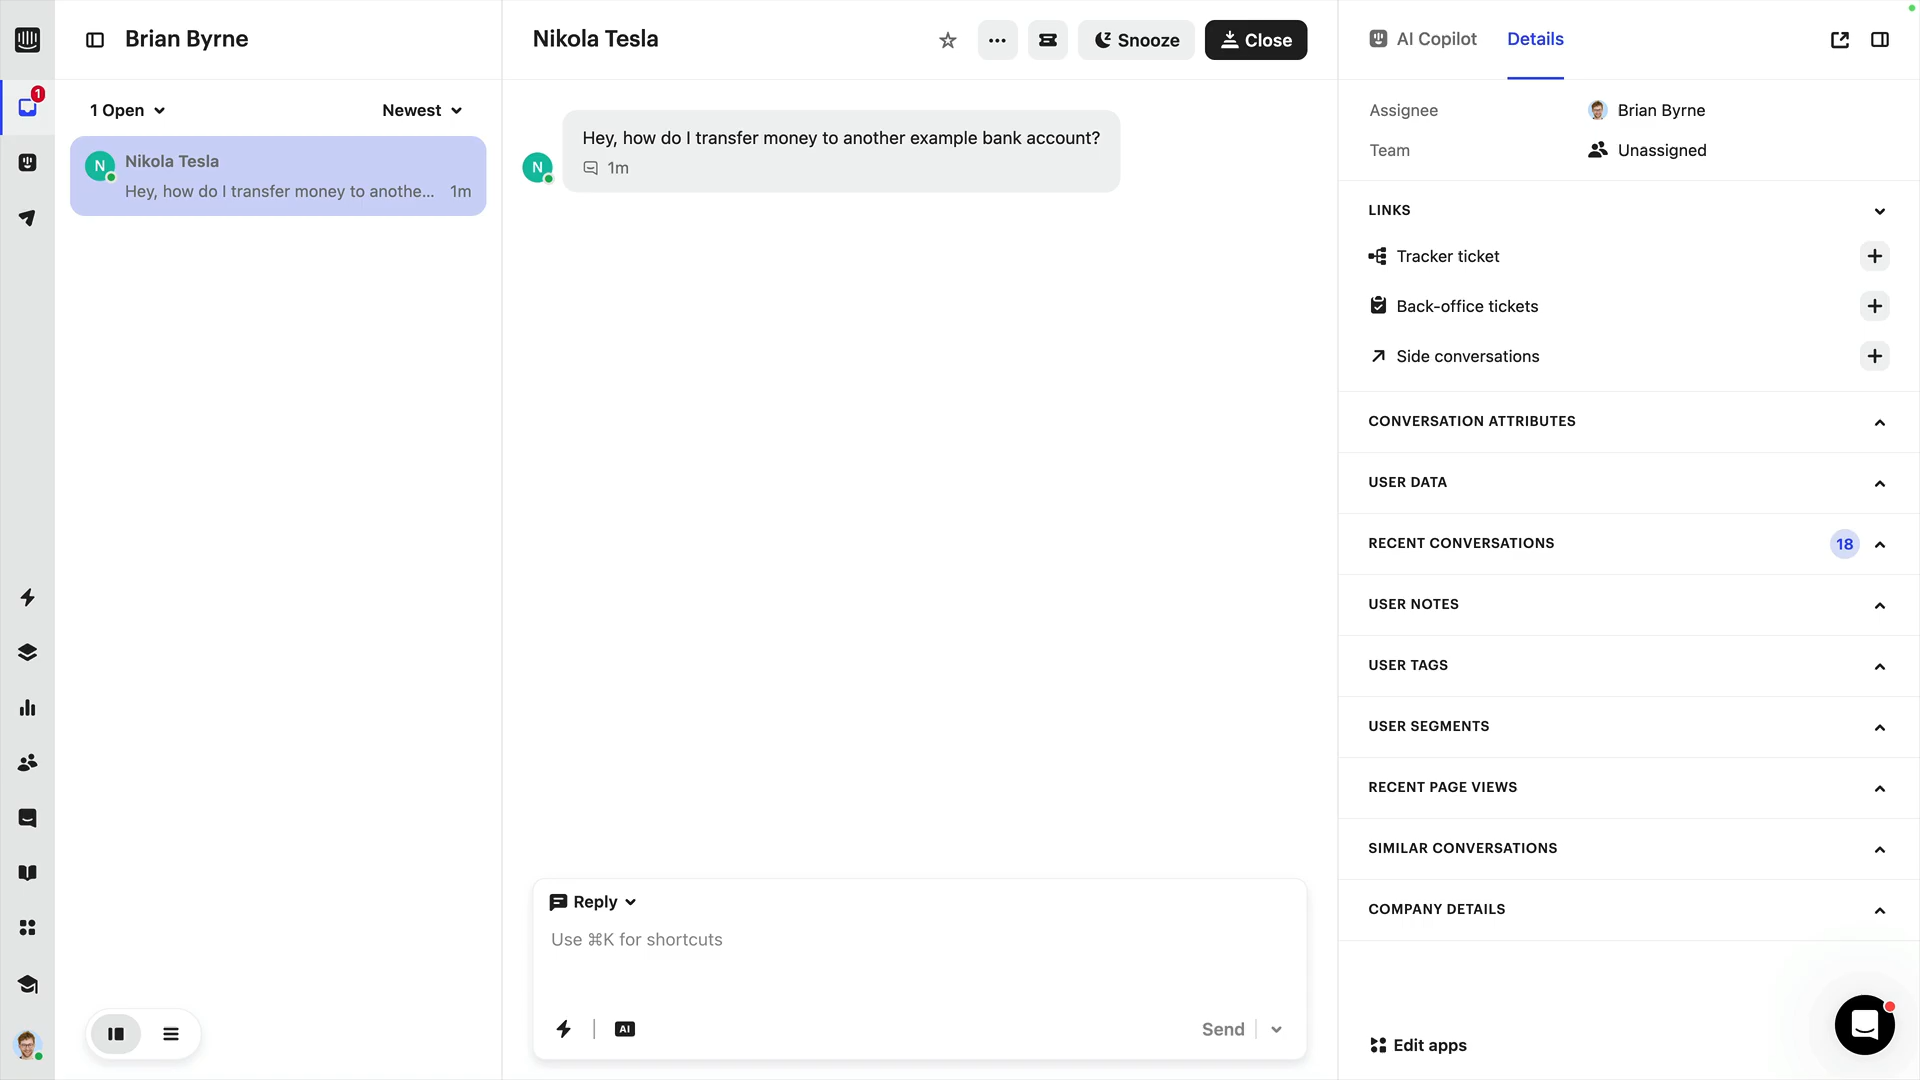 Brian Byrne
1
1 Open
Newest
N
Nikola Tesla
Hey, how do I transfer money to anothe...
1m
Nikola Tesla
Snooze
Close
Hey, how do I transfer money to another example bank account?
1m
N
Reply
Use ⌘K for shortcuts
AI
Send
AI Copilot
Details
Assignee
Brian Byrne
Team
Unassigned
LINKS
Tracker ticket
Back-office tickets
Side conversations
CONVERSATION ATTRIBUTES
USER DATA
RECENT CONVERSATIONS
18
USER NOTES
USER TAGS
USER SEGMENTS
RECENT PAGE VIEWS
SIMILAR CONVERSATIONS
COMPANY DETAILS
Edit apps